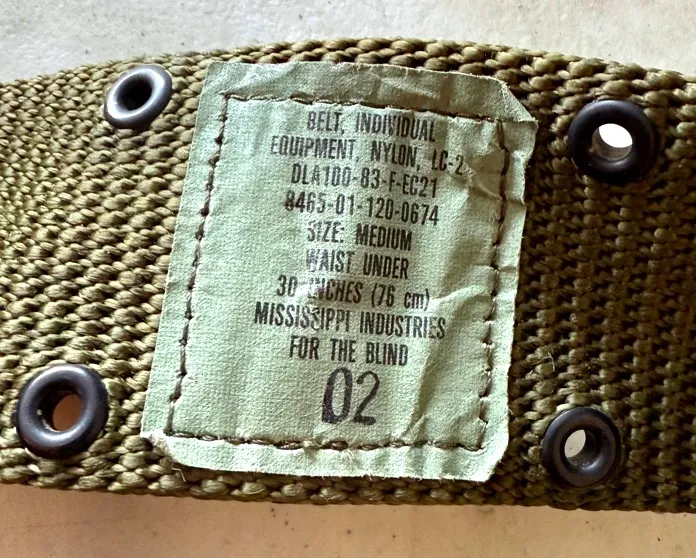 BELT, INDIVIDUAL
EQUIPMENT, NYLON, LC-2
DLA100-83-F-EC21
8465-01-120-0674
SIZE: MEDIUM
WAIST UNDER
30 INCHES (76 cm)
MISSISSIPPI INDUSTRIES
FOR THE BLIND
02